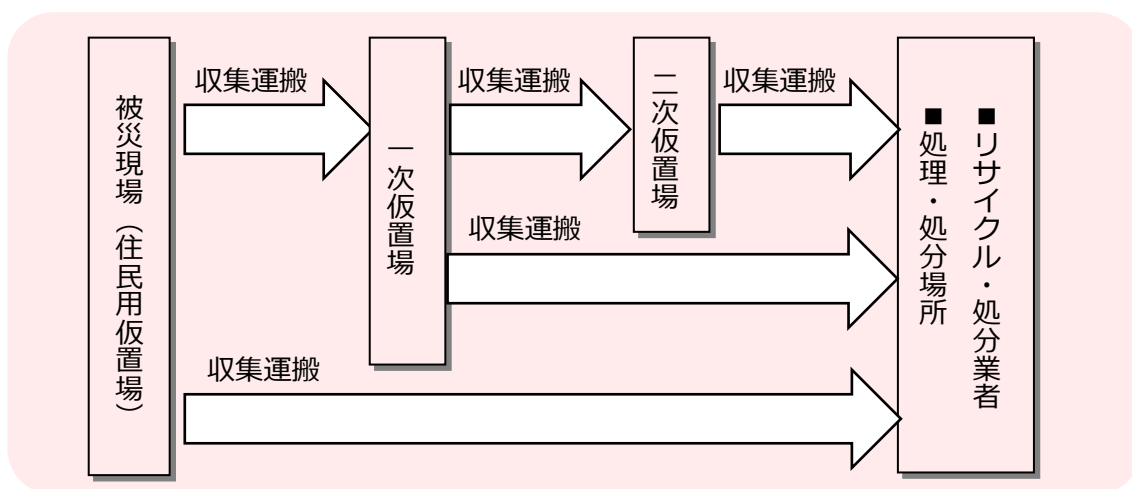 被災現場（住民用仮置場）
収集運搬
一次仮置場
収集運搬
二次仮置場
収集運搬
収集運搬
収集運搬
■リサイクル・処分業者
■処理・処分場所